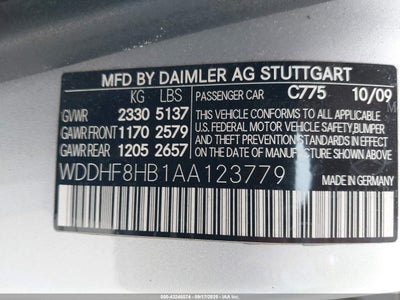 MFD BY DAIMLER AG STUTTGART
KG LBS PASSENGER CAR C775 10/09
GVWR 2330 5137 THIS VEHICLE CONFORMS TO ALL APPLICABLE
GAWR FRONT 1170 2579 FEDERAL MOTOR VEHICLE SAFETY, BUMPER
GAWR REAR 1205 2657 AND THEFT PREVENTION STANDARDS IN EFFECT
ON THE DATE OF MANUFACTURE SHOWN ABOVE.
WDDHF8HB1AA123779
MADE IN GERMANY